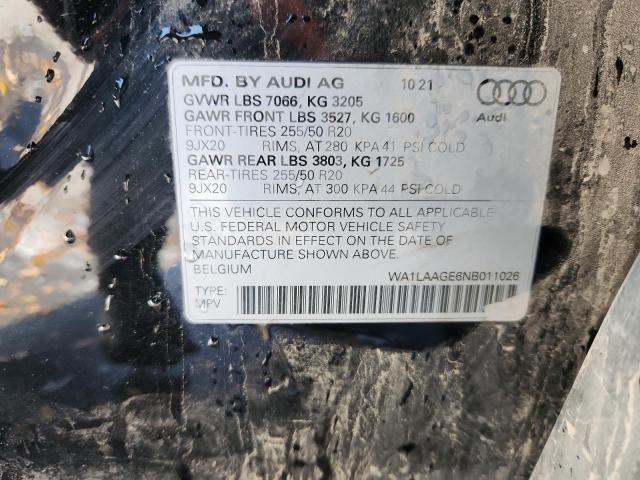 MFD. BY AUDI AG 10 21
GVWR LBS 7066, KG 3205
GAWR FRONT LBS 3527, KG 1600
FRONT-TIRES 255/50 R20
9JX20 RIMS, AT 280 KPA 41 PSI COLD
GAWR REAR LBS 3803, KG 1725
REAR-TIRES 255/50 R20
9JX20 RIMS, AT 300 KPA 44 PSI COLD
Audi
THIS VEHICLE CONFORMS TO ALL APPLICABLE
U.S. FEDERAL MOTOR VEHICLE SAFETY
STANDARDS IN EFFECT ON THE DATE OF
MANUFACTURE SHOWN ABOVE.
BELGIUM WA1LAAGE6NB011026
TYPE:
MPV